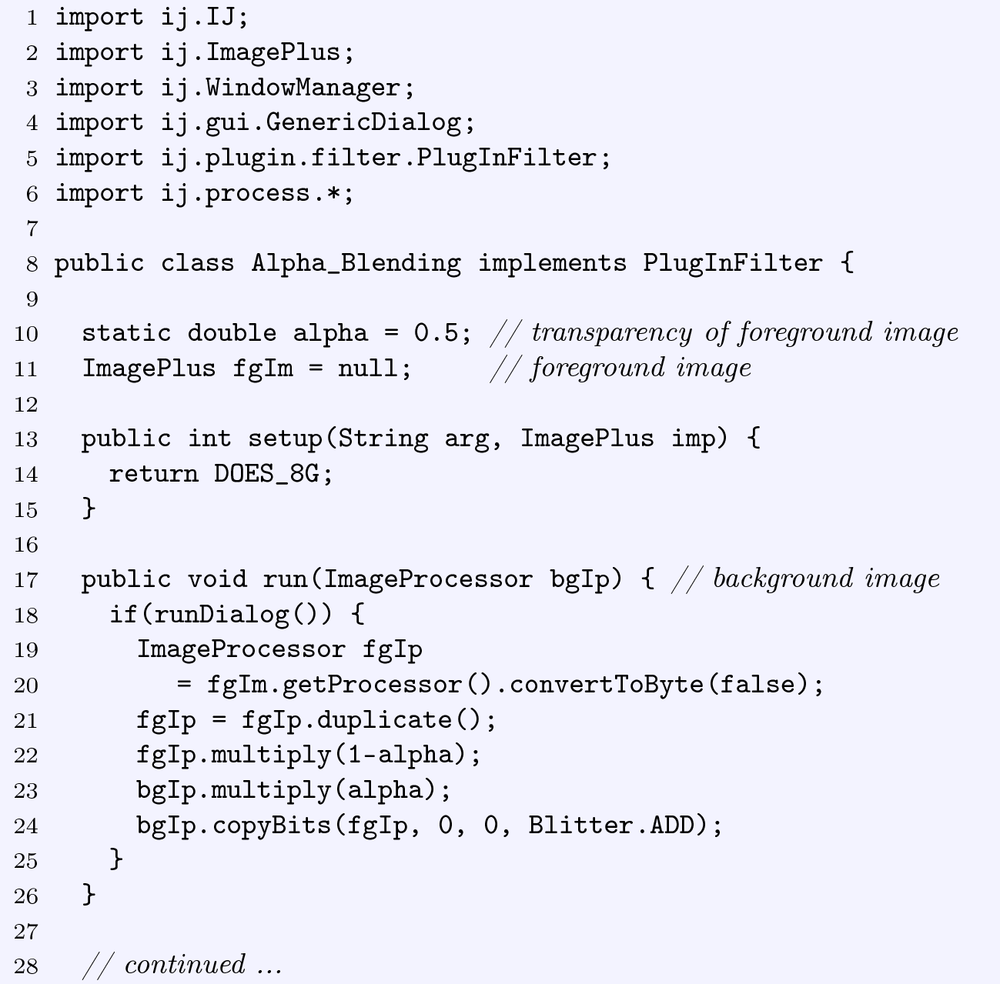 1 import ij.IJ;
2 import ij.ImagePlus;
3 import ij.WindowManager;
4 import ij.gui.GenericDialog;
5 import ij.plugin.filter.PlugInFilter;
6 import ij.process.*;
7
8 public class Alpha_Blending implements PlugInFilter {
9
10 static double alpha = 0.5; // transparency of foreground image
11 ImagePlus fgIm = null; // foreground image
12
13 public int setup(String arg, ImagePlus imp) {
14 return DOES_8G;
15 }
16
17 public void run(ImageProcessor bgIp) { // background image
18 if(runDialog()) {
19 ImageProcessor fgIp
20 = fgIm.getProcessor().convertToByte(false);
21 fgIp = fgIp.duplicate();
22 fgIp.multiply(1-alpha);
23 bgIp.multiply(alpha);
24 bgIp.copyBits(fgIp, 0, 0, Blitter.ADD);
25 }
26 }
27
28 // continued ...